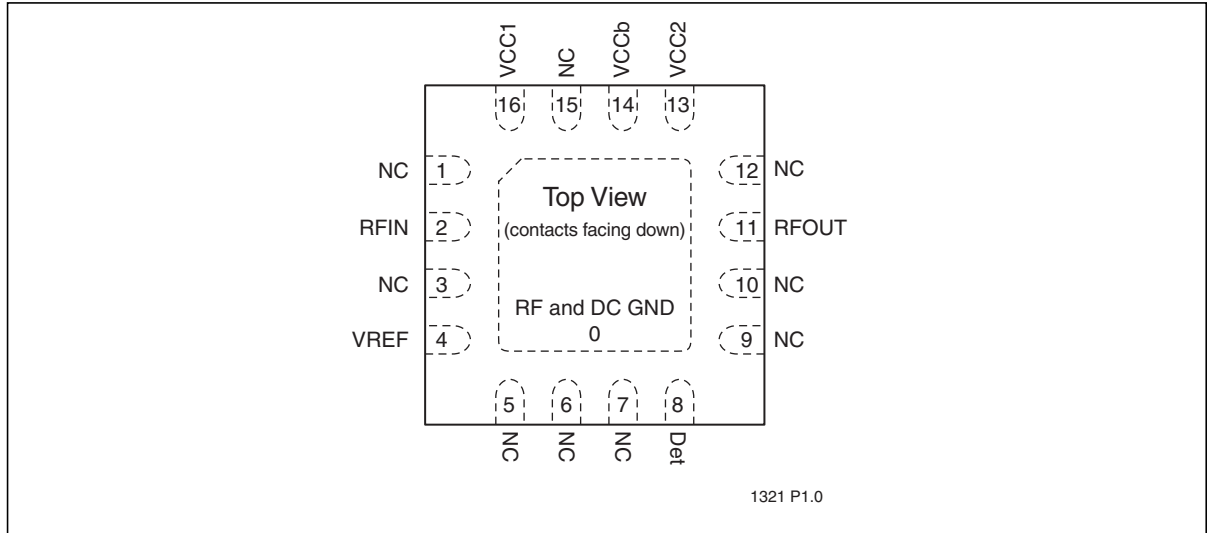 VCC1 NC VCCb VCC2
16 15 14 13
NC 1 12 NC
Top View
RFIN 2 (contacts facing down) 11 RFOUT
NC 3 10 NC
RF and DC GND
VREF 4 0 9 NC
5 6 7 8
NC NC NC Det
1321 P1.0